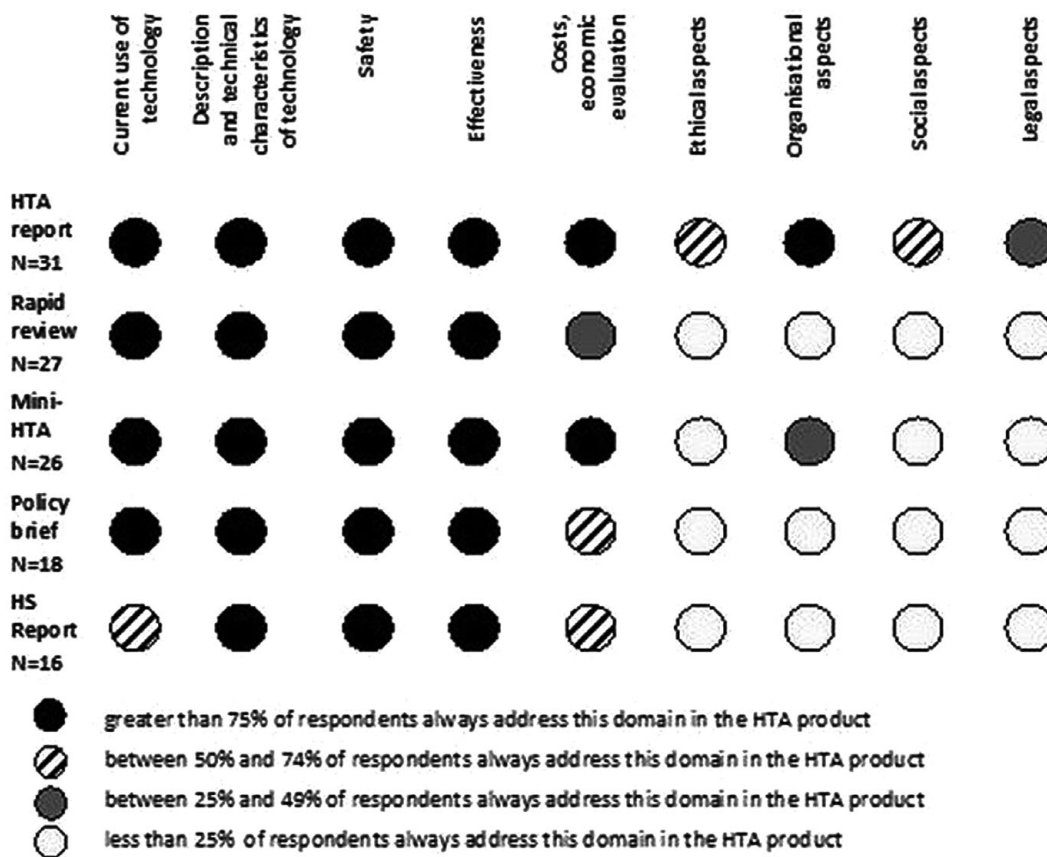 Current use of
technology
Description
and technical
characteristics
of technology
Safety
Effectiveness
Costs,
economic
evaluation
Ethical aspects
Organisational
aspects
Social aspects
Legal aspects
HTA
report
N=31
Rapid
review
N=27
Mini-
HTA
N=26
Policy
brief
N=18
HS
Report
N=16
greater than 75% of respondents always address this domain in the HTA product
between 50% and 74% of respondents always address this domain in the HTA product
between 25% and 49% of respondents always address this domain in the HTA product
less than 25% of respondents always address this domain in the HTA product